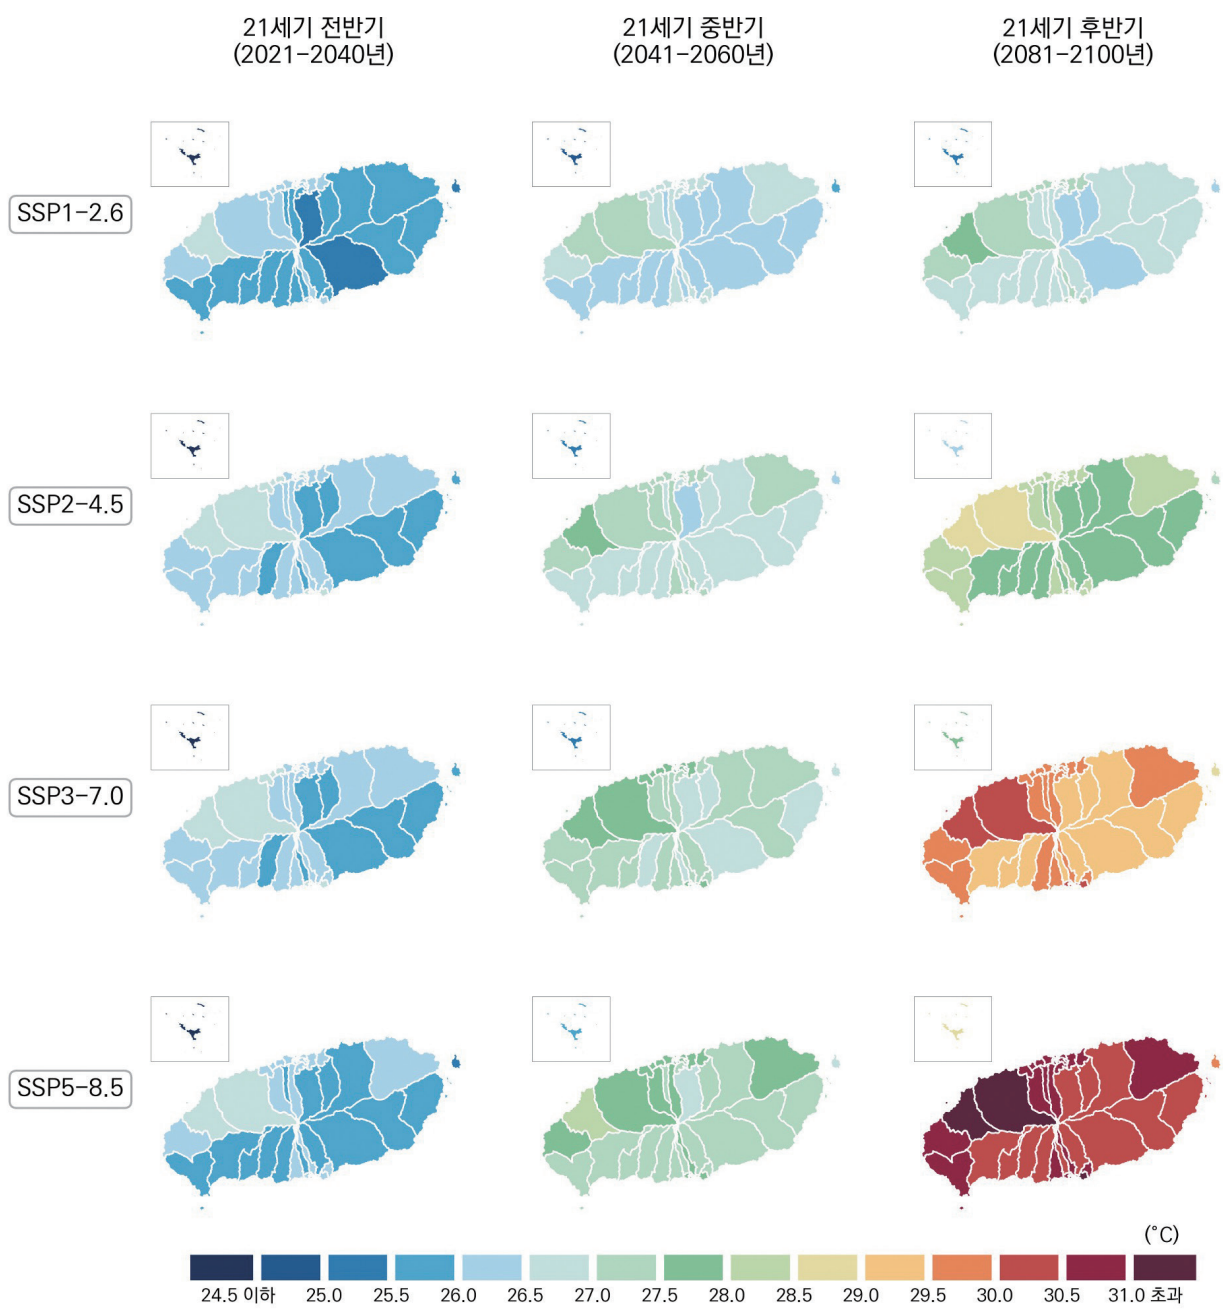 21세기 전반기
(2021-2040년)
21세기 중반기
(2041-2060년)
21세기 후반기
(2081-2100년)
SSP1-2.6
SSP2-4.5
SSP3-7.0
SSP5-8.5
(°C)
24.5 이하 25.0 25.5 26.0 26.5 27.0 27.5 28.0 28.5 29.0 29.5 30.0 30.5 31.0 초과